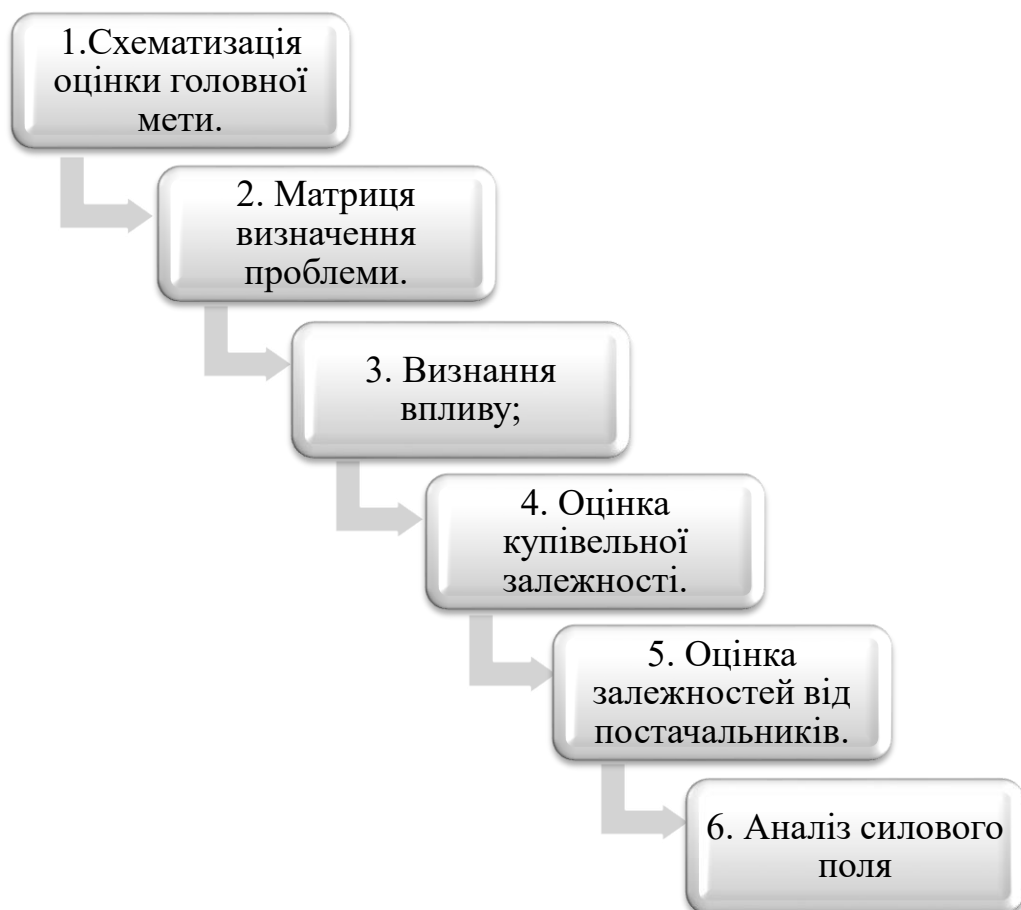 1.Схематизація
оцінки головної
мети.
2. Матриця
визначення
проблеми.
3. Визнання
впливу;
4. Оцінка
купівельної
залежності.
5. Оцінка
залежностей від
постачальників.
6. Аналіз силового
поля